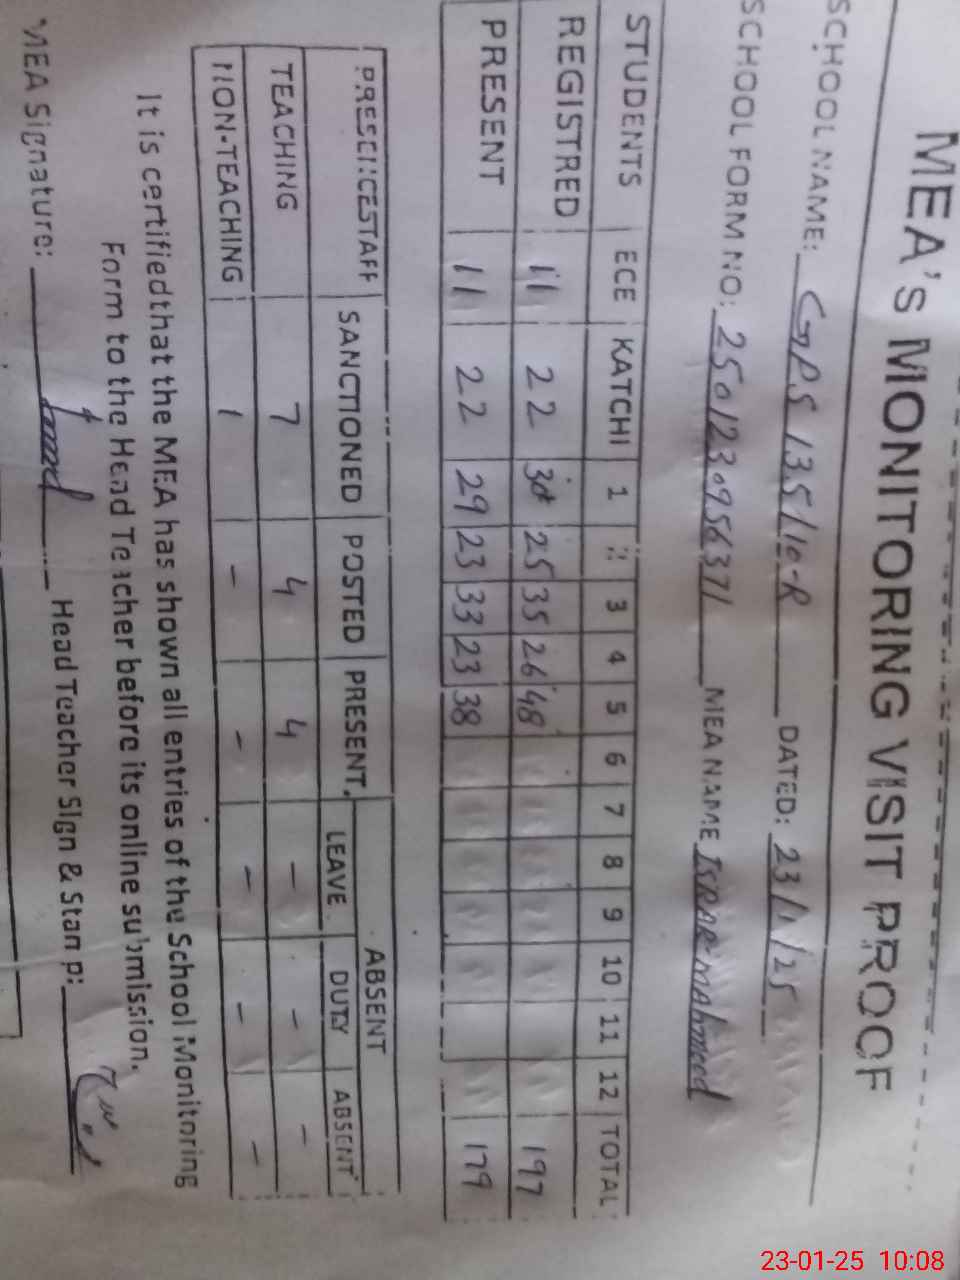 MEA's MONITORING VISIT PROOF
SCHOOL NAME: GPS 135/10-R DATED: 23/1/25
SCHOOL FORM NO: 250123095637/ MEA NAME ISRAR MAHMOOD
STUDENTS ECE KATCHI 1 2 3 4 5 6 7 8 9 10 11 12 TOTAL
REGISTRED 11 22 30 25 35 26 48 197
PRESENT 11 22 29 23 33 23 38 179
PRESENCE STAFF SANCTIONED POSTED PRESENT ABSENT
LEAVE DUTY ABSENT
TEACHING 7 4 4 - - -
NON-TEACHING 1 - - - - -
It is certified that the MEA has shown all entries of the School Monitoring
Form to the Head Teacher before its online submission.
MEA Signature: Head Teacher Sign & Stamp:
23-01-25 10:08